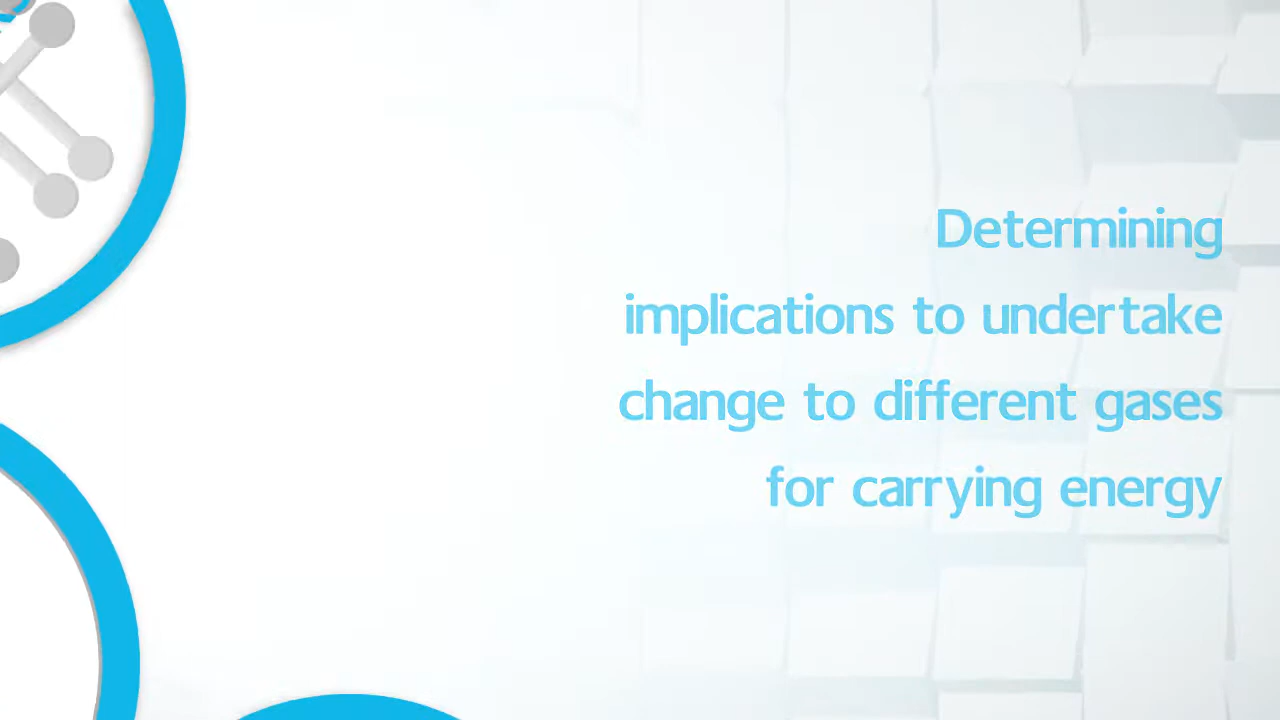 Determining
implications to undertake
change to different gases
for carrying energy